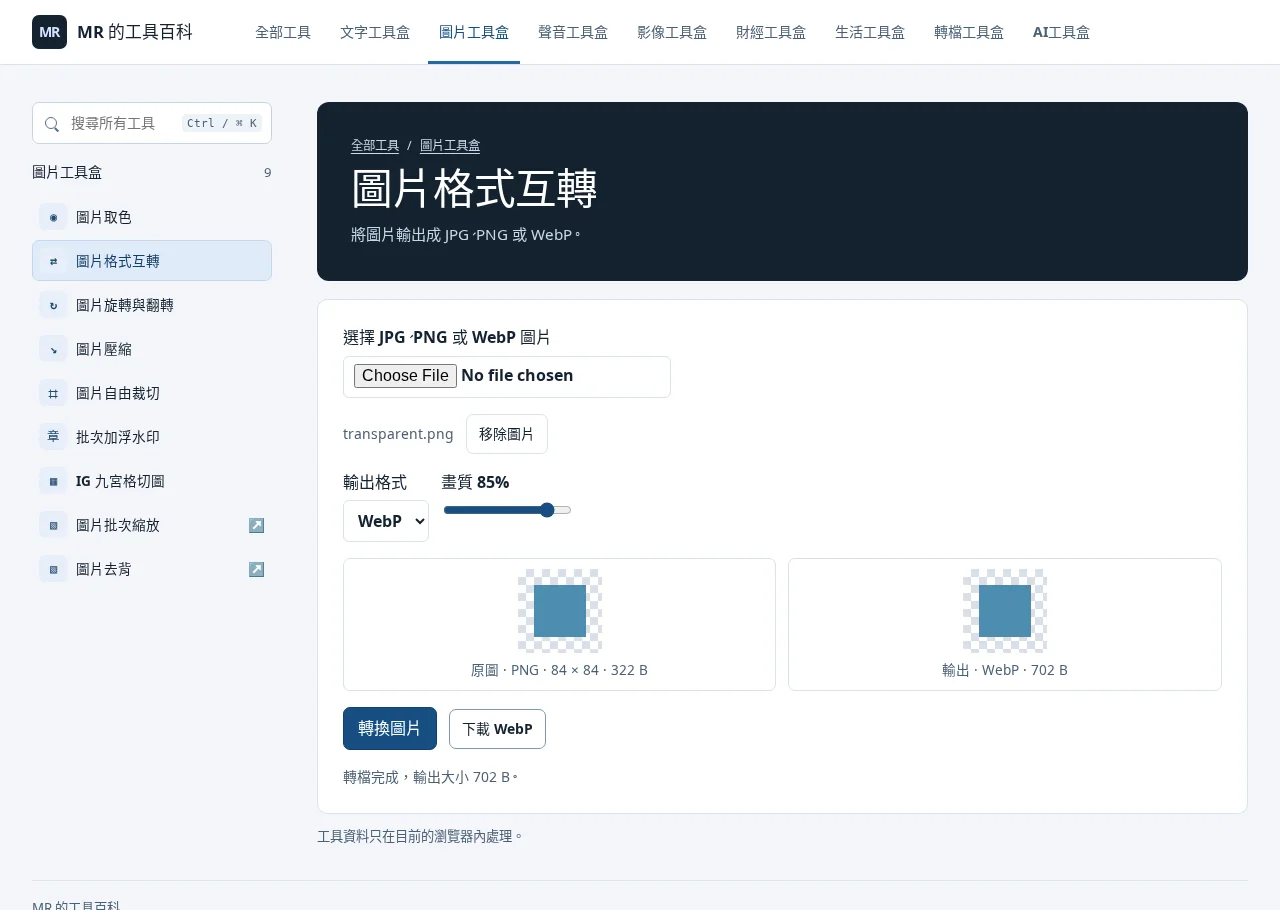 MR MR 的工具百科
全部工具 文字工具盒 圖片工具盒 聲音工具盒 影像工具盒 財經工具盒 生活工具盒 轉檔工具盒 AI工具盒
搜尋所有工具 Ctrl / ⌘ K
圖片工具盒 9
圖片取色
圖片格式互轉
圖片旋轉與翻轉
圖片壓縮
圖片自由裁切
章 批次加浮水印
IG 九宮格切圖
圖片批次縮放
圖片去背
全部工具 / 圖片工具盒
圖片格式互轉
將圖片輸出成 JPG、PNG 或 WebP。
選擇 JPG、PNG 或 WebP 圖片
Choose File No file chosen
transparent.png 移除圖片
輸出格式 畫質 85%
WebP
原圖 · PNG · 84 × 84 · 322 B
輸出 · WebP · 702 B
轉換圖片 下載 WebP
轉檔完成，輸出大小 702 B。
工具資料只在目前的瀏覽器內處理。
MR 的工具百科